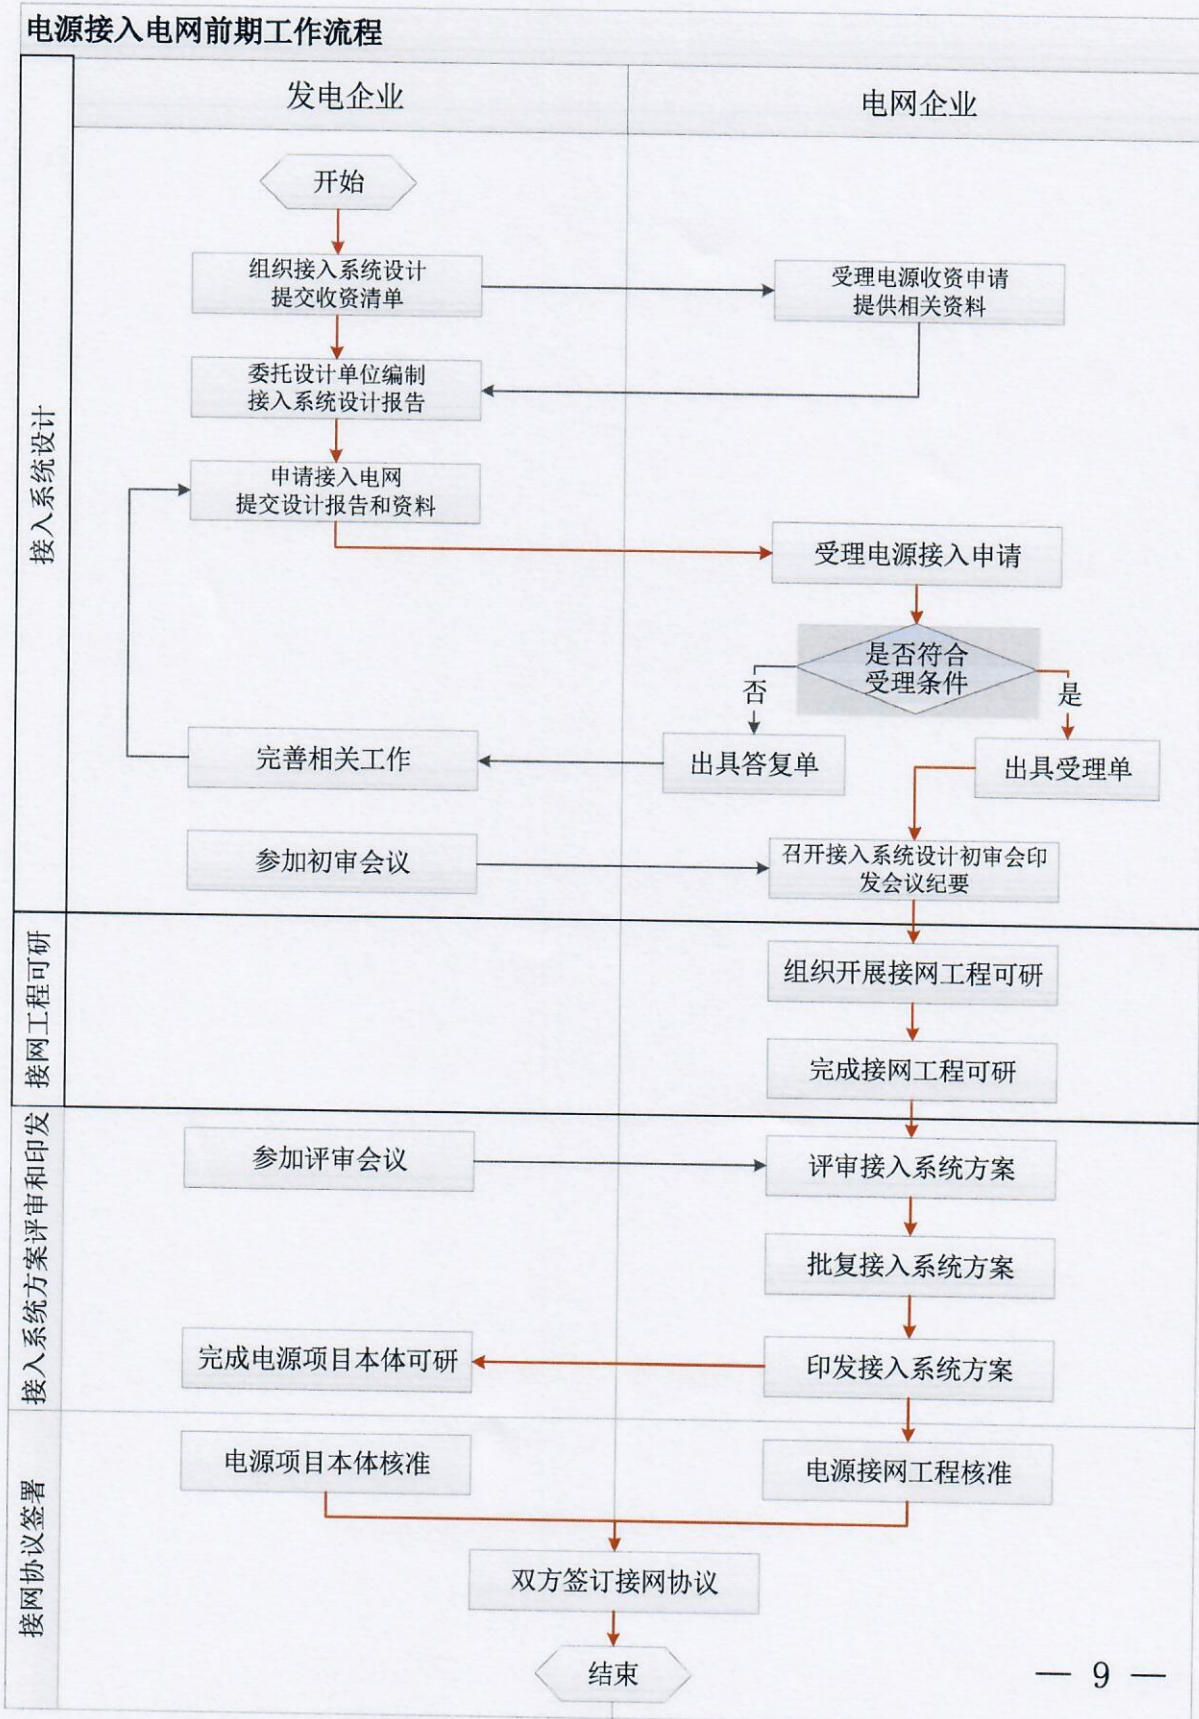 电源接入电网前期工作流程
发电企业
电网企业
接入系统设计
开始
组织接入系统设计
提交收资清单
受理电源收资申请
提供相关资料
委托设计单位编制
接入系统设计报告
申请接入电网
提交设计报告和资料
受理电源接入申请
是否符合
受理条件
否
是
完善相关工作
出具答复单
出具受理单
参加初审会议
召开接入系统设计初审会印
发会议纪要
接网工程可研
组织开展接网工程可研
完成接网工程可研
接入系统方案评审和印发
参加评审会议
评审接入系统方案
批复接入系统方案
完成电源项目本体可研
印发接入系统方案
接网协议签署
电源项目本体核准
电源接网工程核准
双方签订接网协议
结束
— 9 —